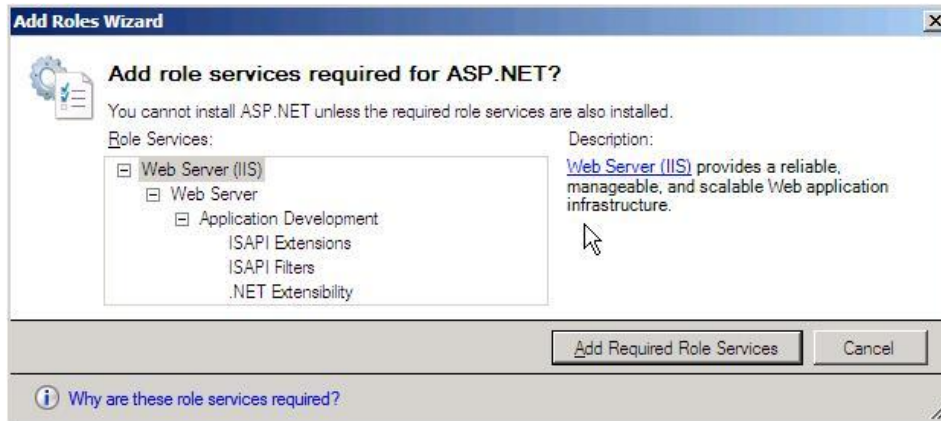 Add Roles Wizard
Add role services required for ASP.NET?
You cannot install ASP.NET unless the required role services are also installed.
Role Services:
Web Server (IIS)
Web Server
Application Development
ISAPI Extensions
ISAPI Filters
.NET Extensibility
Description:
Web Server (IIS) provides a reliable,
manageable, and scalable Web application
infrastructure.
Add Required Role Services
Cancel
Why are these role services required?